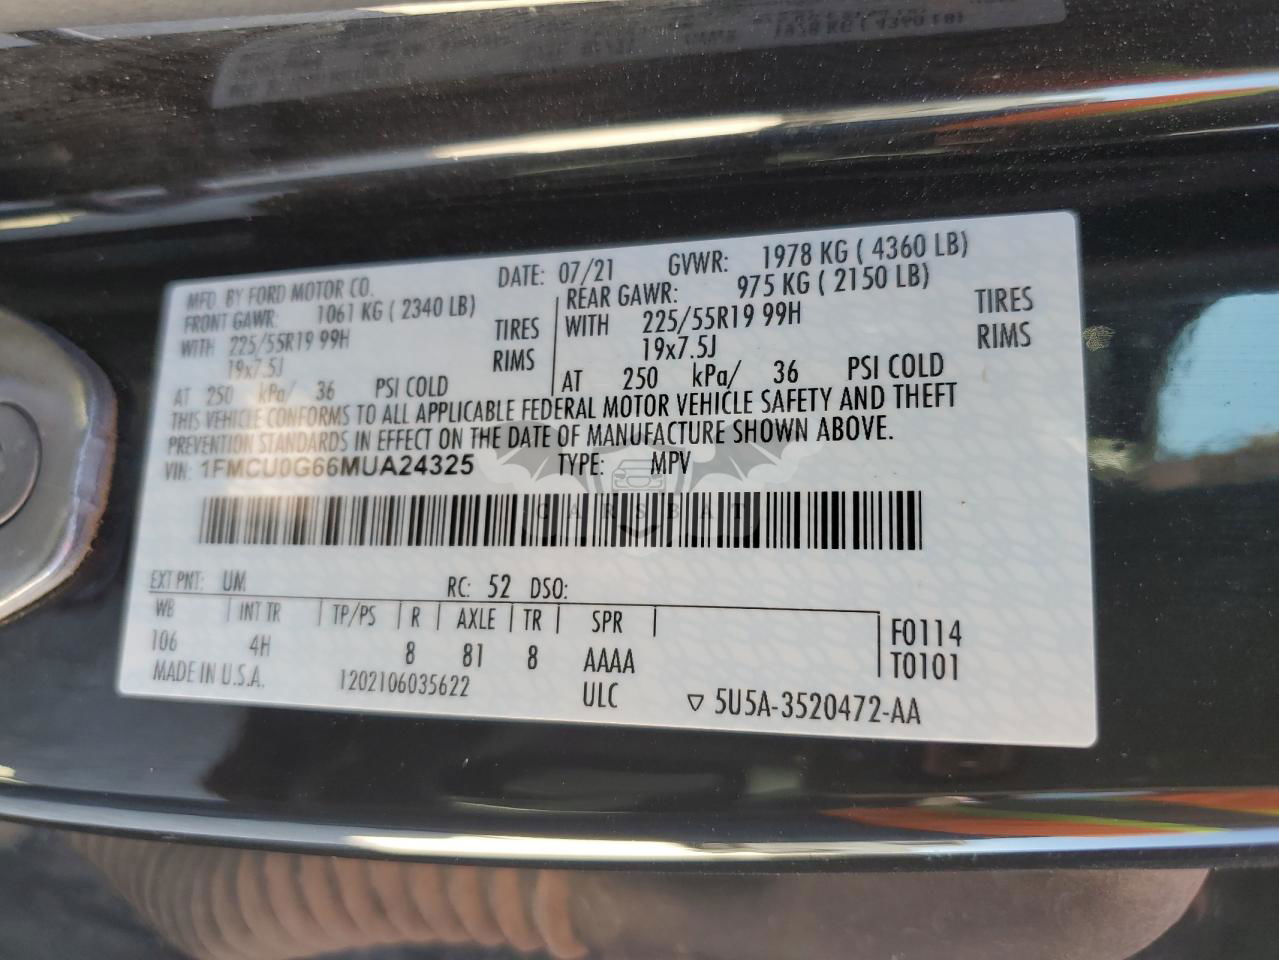 MFD. BY FORD MOTOR CO. DATE: 07/21 GVWR: 1978 KG ( 4360 LB)
FRONT GAWR: 1061 KG ( 2340 LB) REAR GAWR: 975 KG ( 2150 LB)
WITH 225/55R19 99H TIRES WITH 225/55R19 99H TIRES
19x7.5J RIMS 19x7.5J RIMS
AT 250 kPa/ 36 PSI COLD AT 250 kPa/ 36 PSI COLD
THIS VEHICLE CONFORMS TO ALL APPLICABLE FEDERAL MOTOR VEHICLE SAFETY AND THEFT
PREVENTION STANDARDS IN EFFECT ON THE DATE OF MANUFACTURE SHOWN ABOVE.
VIN: 1FMCU0G66MUA24325 TYPE: MPV
CARSBAT
EXT PNT: UM RC: 52 DSO:
WB INT TR TP/PS R AXLE TR SPR
106 4H 8 81 8 AAAA
F0114
T0101
MADE IN U.S.A. 1202106035622 ULC ▽ 5U5A-3520472-AA